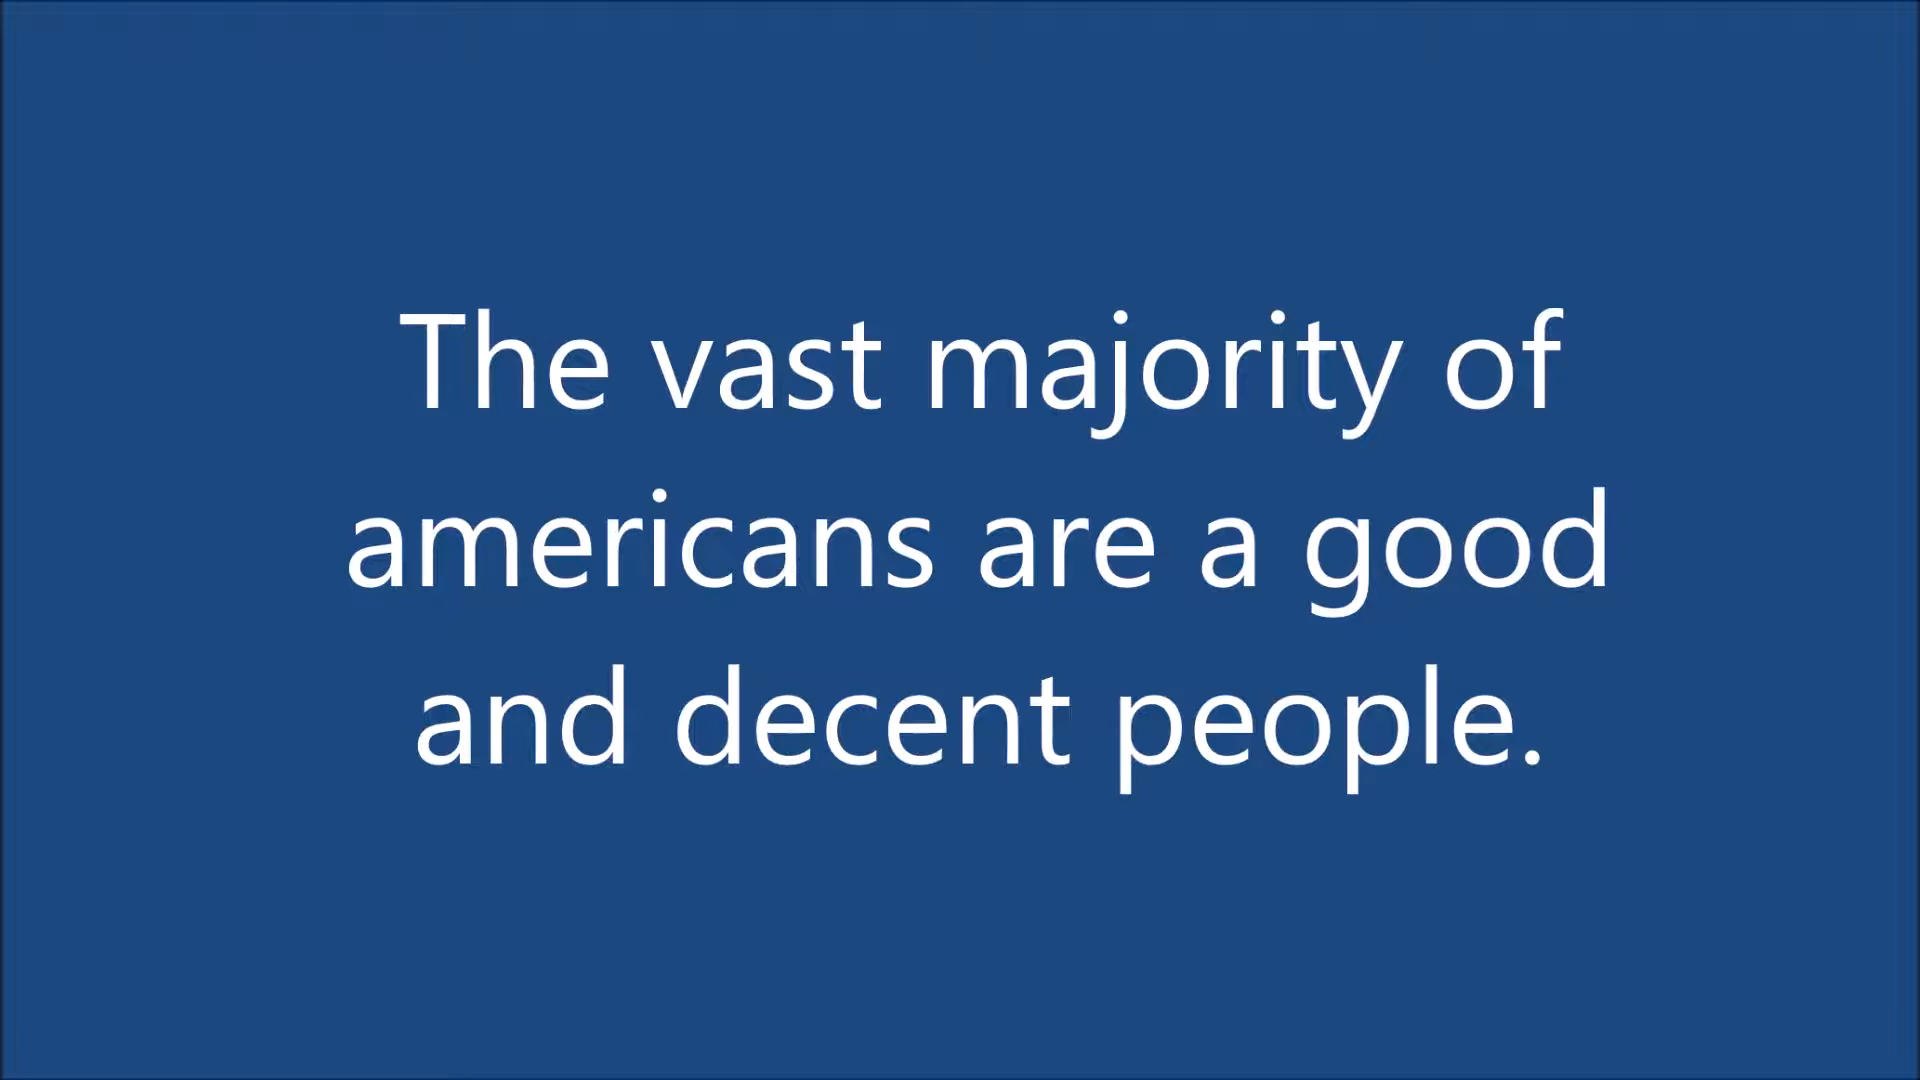 The vast majority of
americans are a good
and decent people.